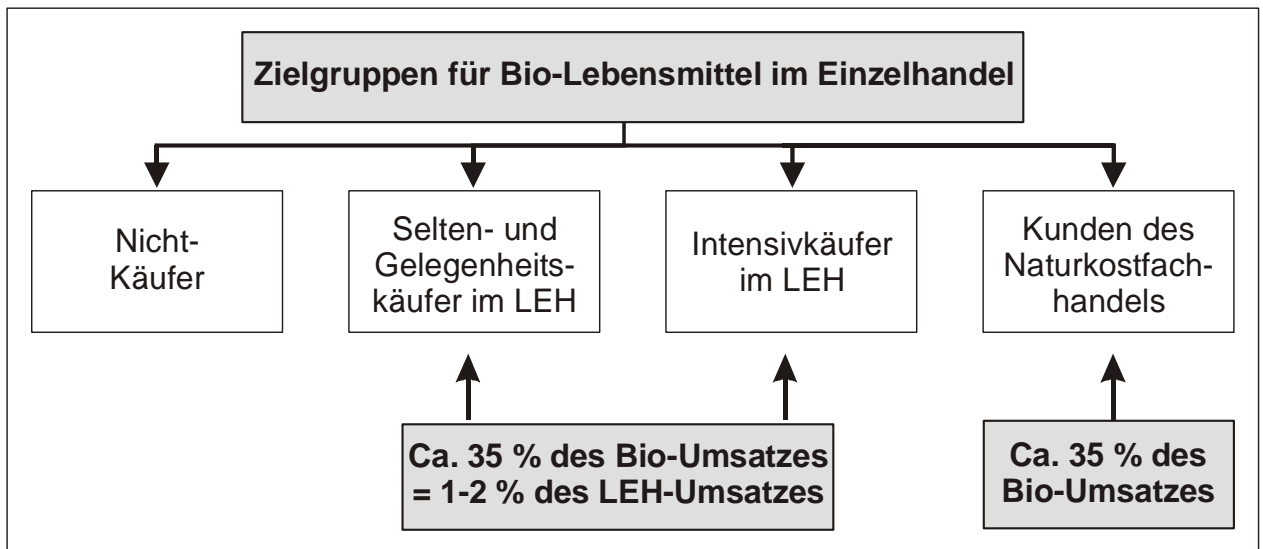 Zielgruppen für Bio-Lebensmittel im Einzelhandel
Nicht-
Käufer
Selten- und
Gelegenheits-
käufer im LEH
Intensivkäufer
im LEH
Kunden des
Naturkostfach-
handels
Ca. 35 % des Bio-Umsatzes
= 1-2 % des LEH-Umsatzes
Ca. 35 % des
Bio-Umsatzes